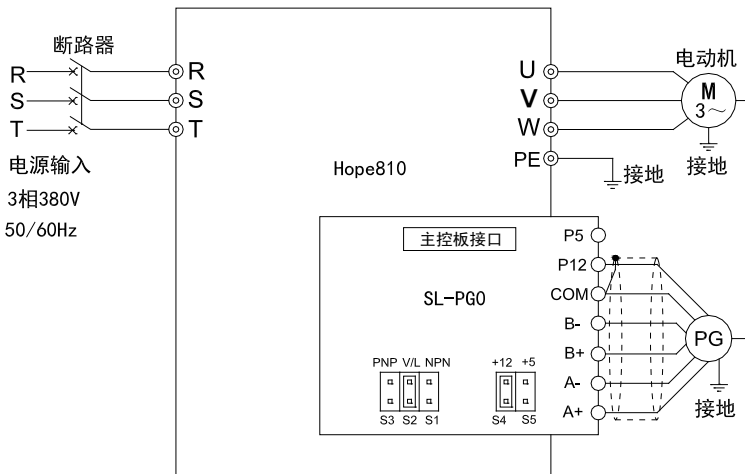 断路器
R
R
S
S
T
T
电源输入
3相380V
50/60Hz
Hope810
U
V
W
PE
接地
电动机
M
3～
接地
主控板接口
SL-PG0
P5
P12
COM
B-
B+
A-
A+
PNP V/L NPN
S3 S2 S1
+12 +5
S4 S5
PG
接地